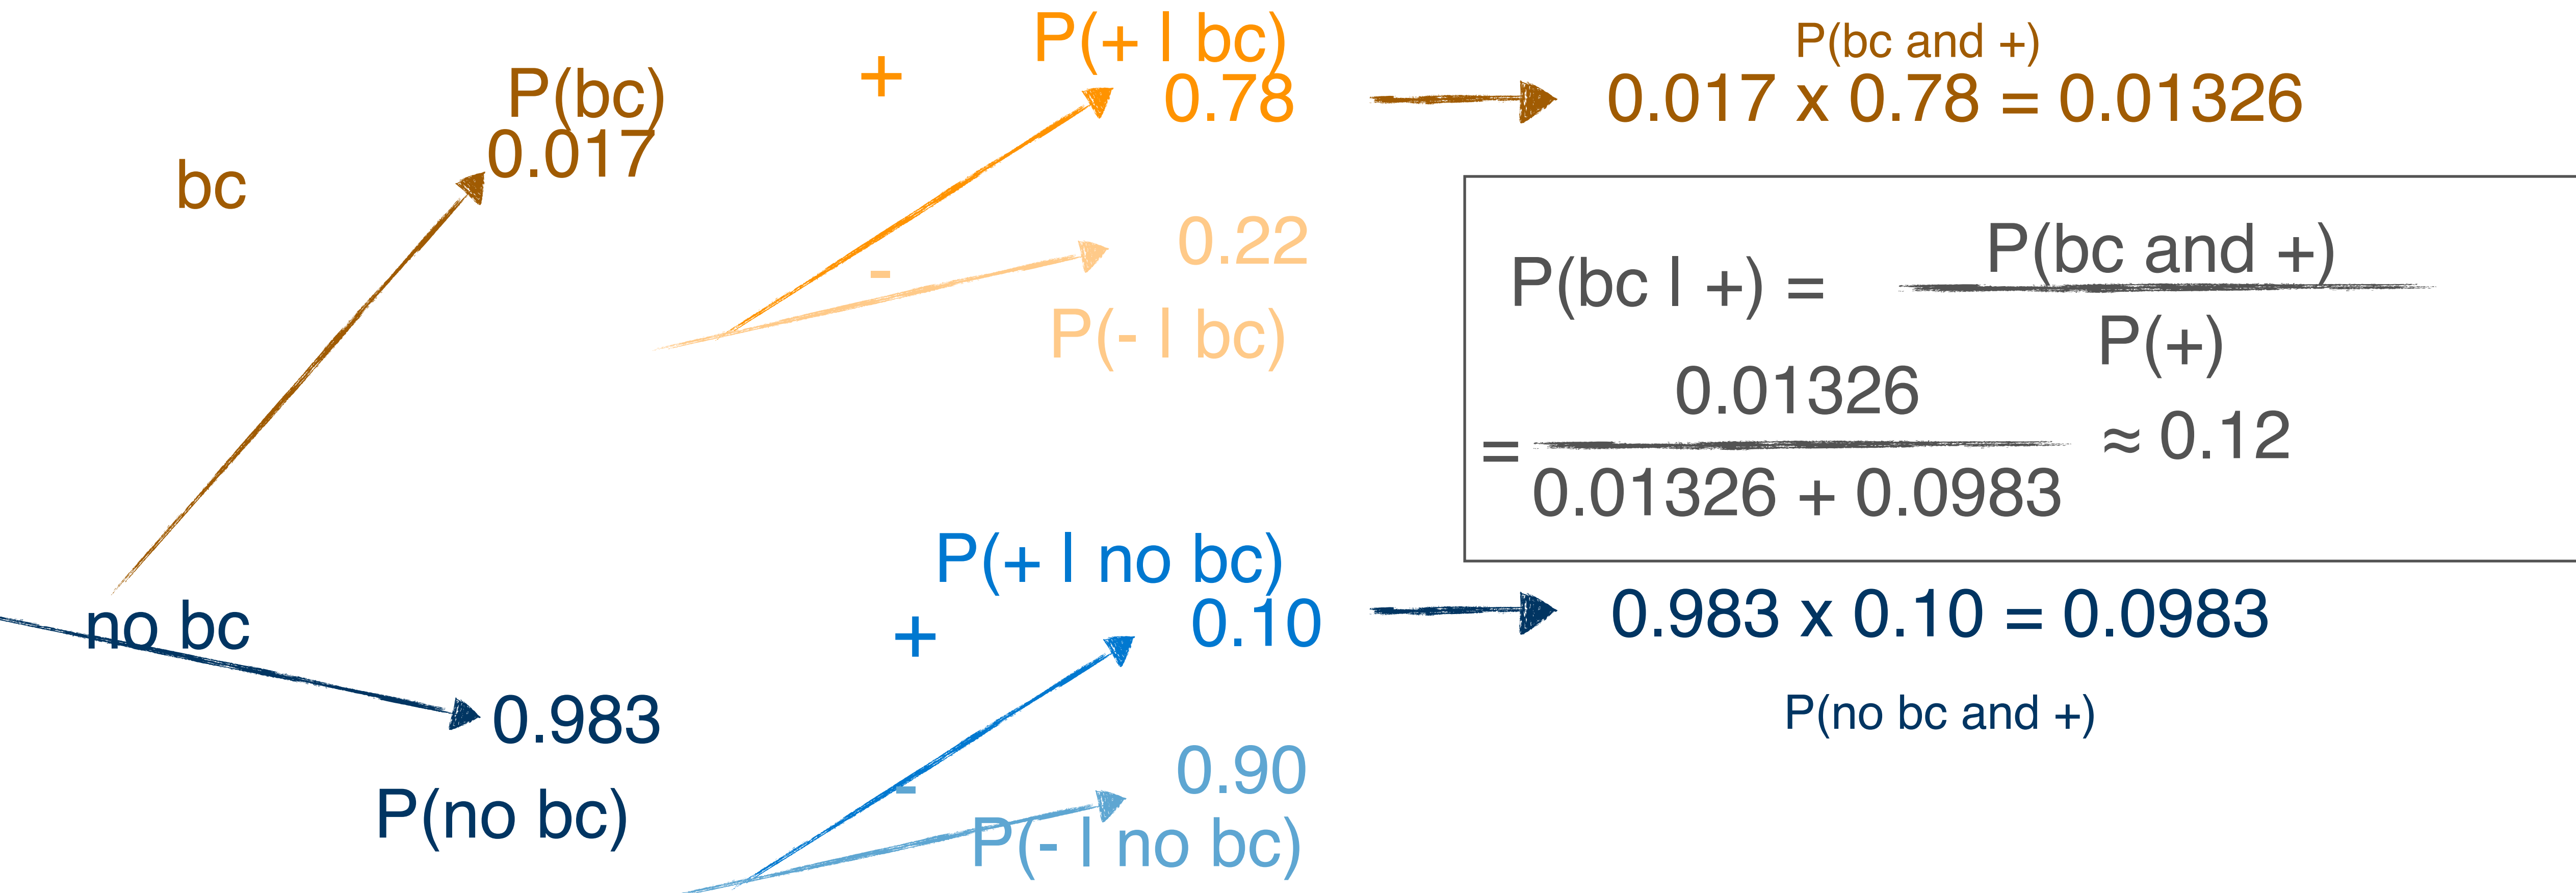 P(bc)
0.017
bc
+
P(+ | bc)
0.78
-
0.22
P(- | bc)
P(bc and +)
0.017 x 0.78 = 0.01326
P(bc | +) =
P(bc and +)
P(+)
=
0.01326
0.01326 + 0.0983
≈ 0.12
no bc
0.983
P(no bc)
P(+ | no bc)
+
0.10
-
0.90
P(- | no bc)
0.983 x 0.10 = 0.0983
P(no bc and +)